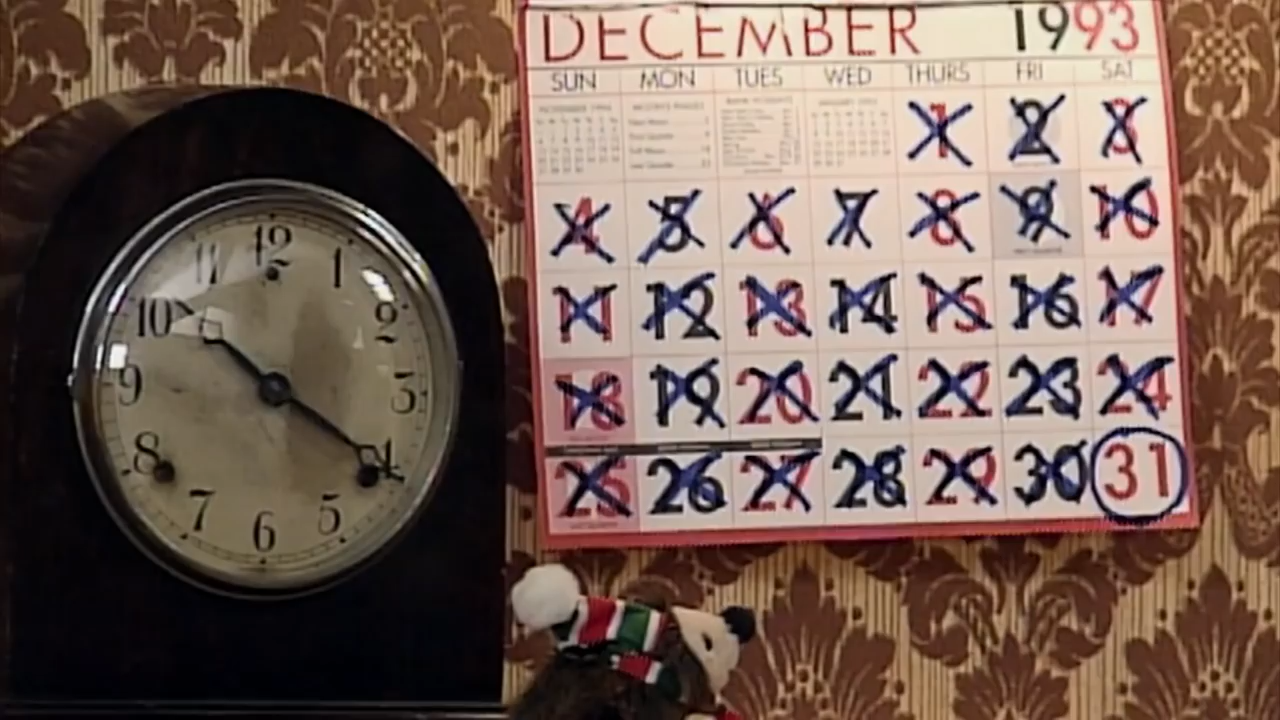 DECEMBER 1993
SUN MON TUES WED THURS FRI SAT
1 2 3
4 5 6 7 8 9 10
11 12 13 14 15 16 17
18 19 20 21 22 23 24
25 26 27 28 29 30 31
12
11 1
10 2
9 3
8 4
7 5
6